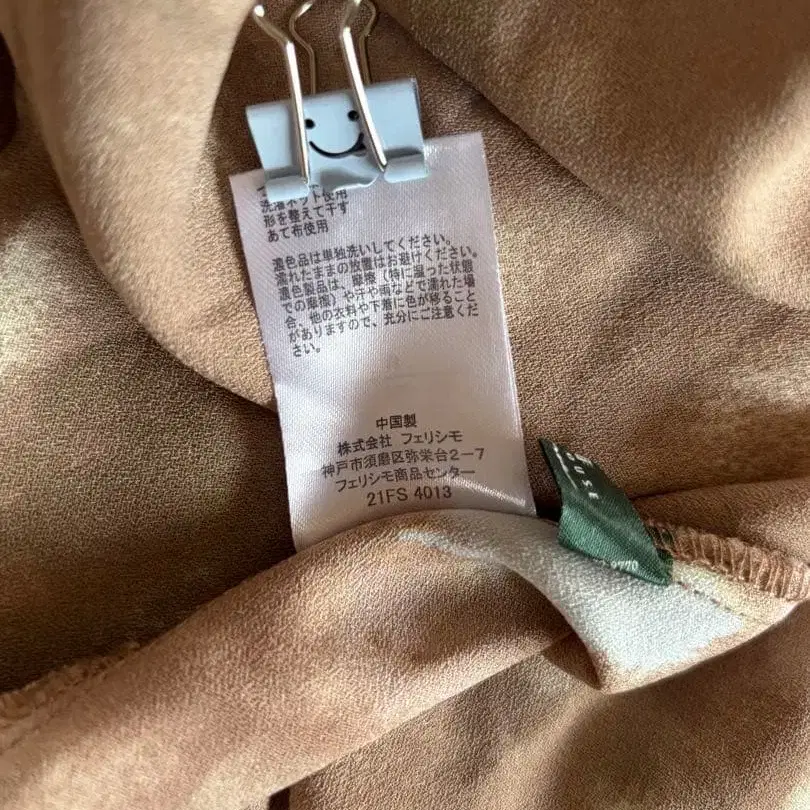 洗濯ネット使用
形を整えて干す
あて布使用
濃色品は単独洗いしてください。
濡れたままの放置はお避けください。
濃色製品は、摩擦（特に湿った状態
での摩擦）や汗や雨などで濡れた場
合、他の衣料や下着に色が移ること
がありますので、充分にご注意くだ
さい。
中国製
株式会社 フェリシモ
神戸市須磨区弥栄台2-7
フェリシモ商品センター
21FS 4013